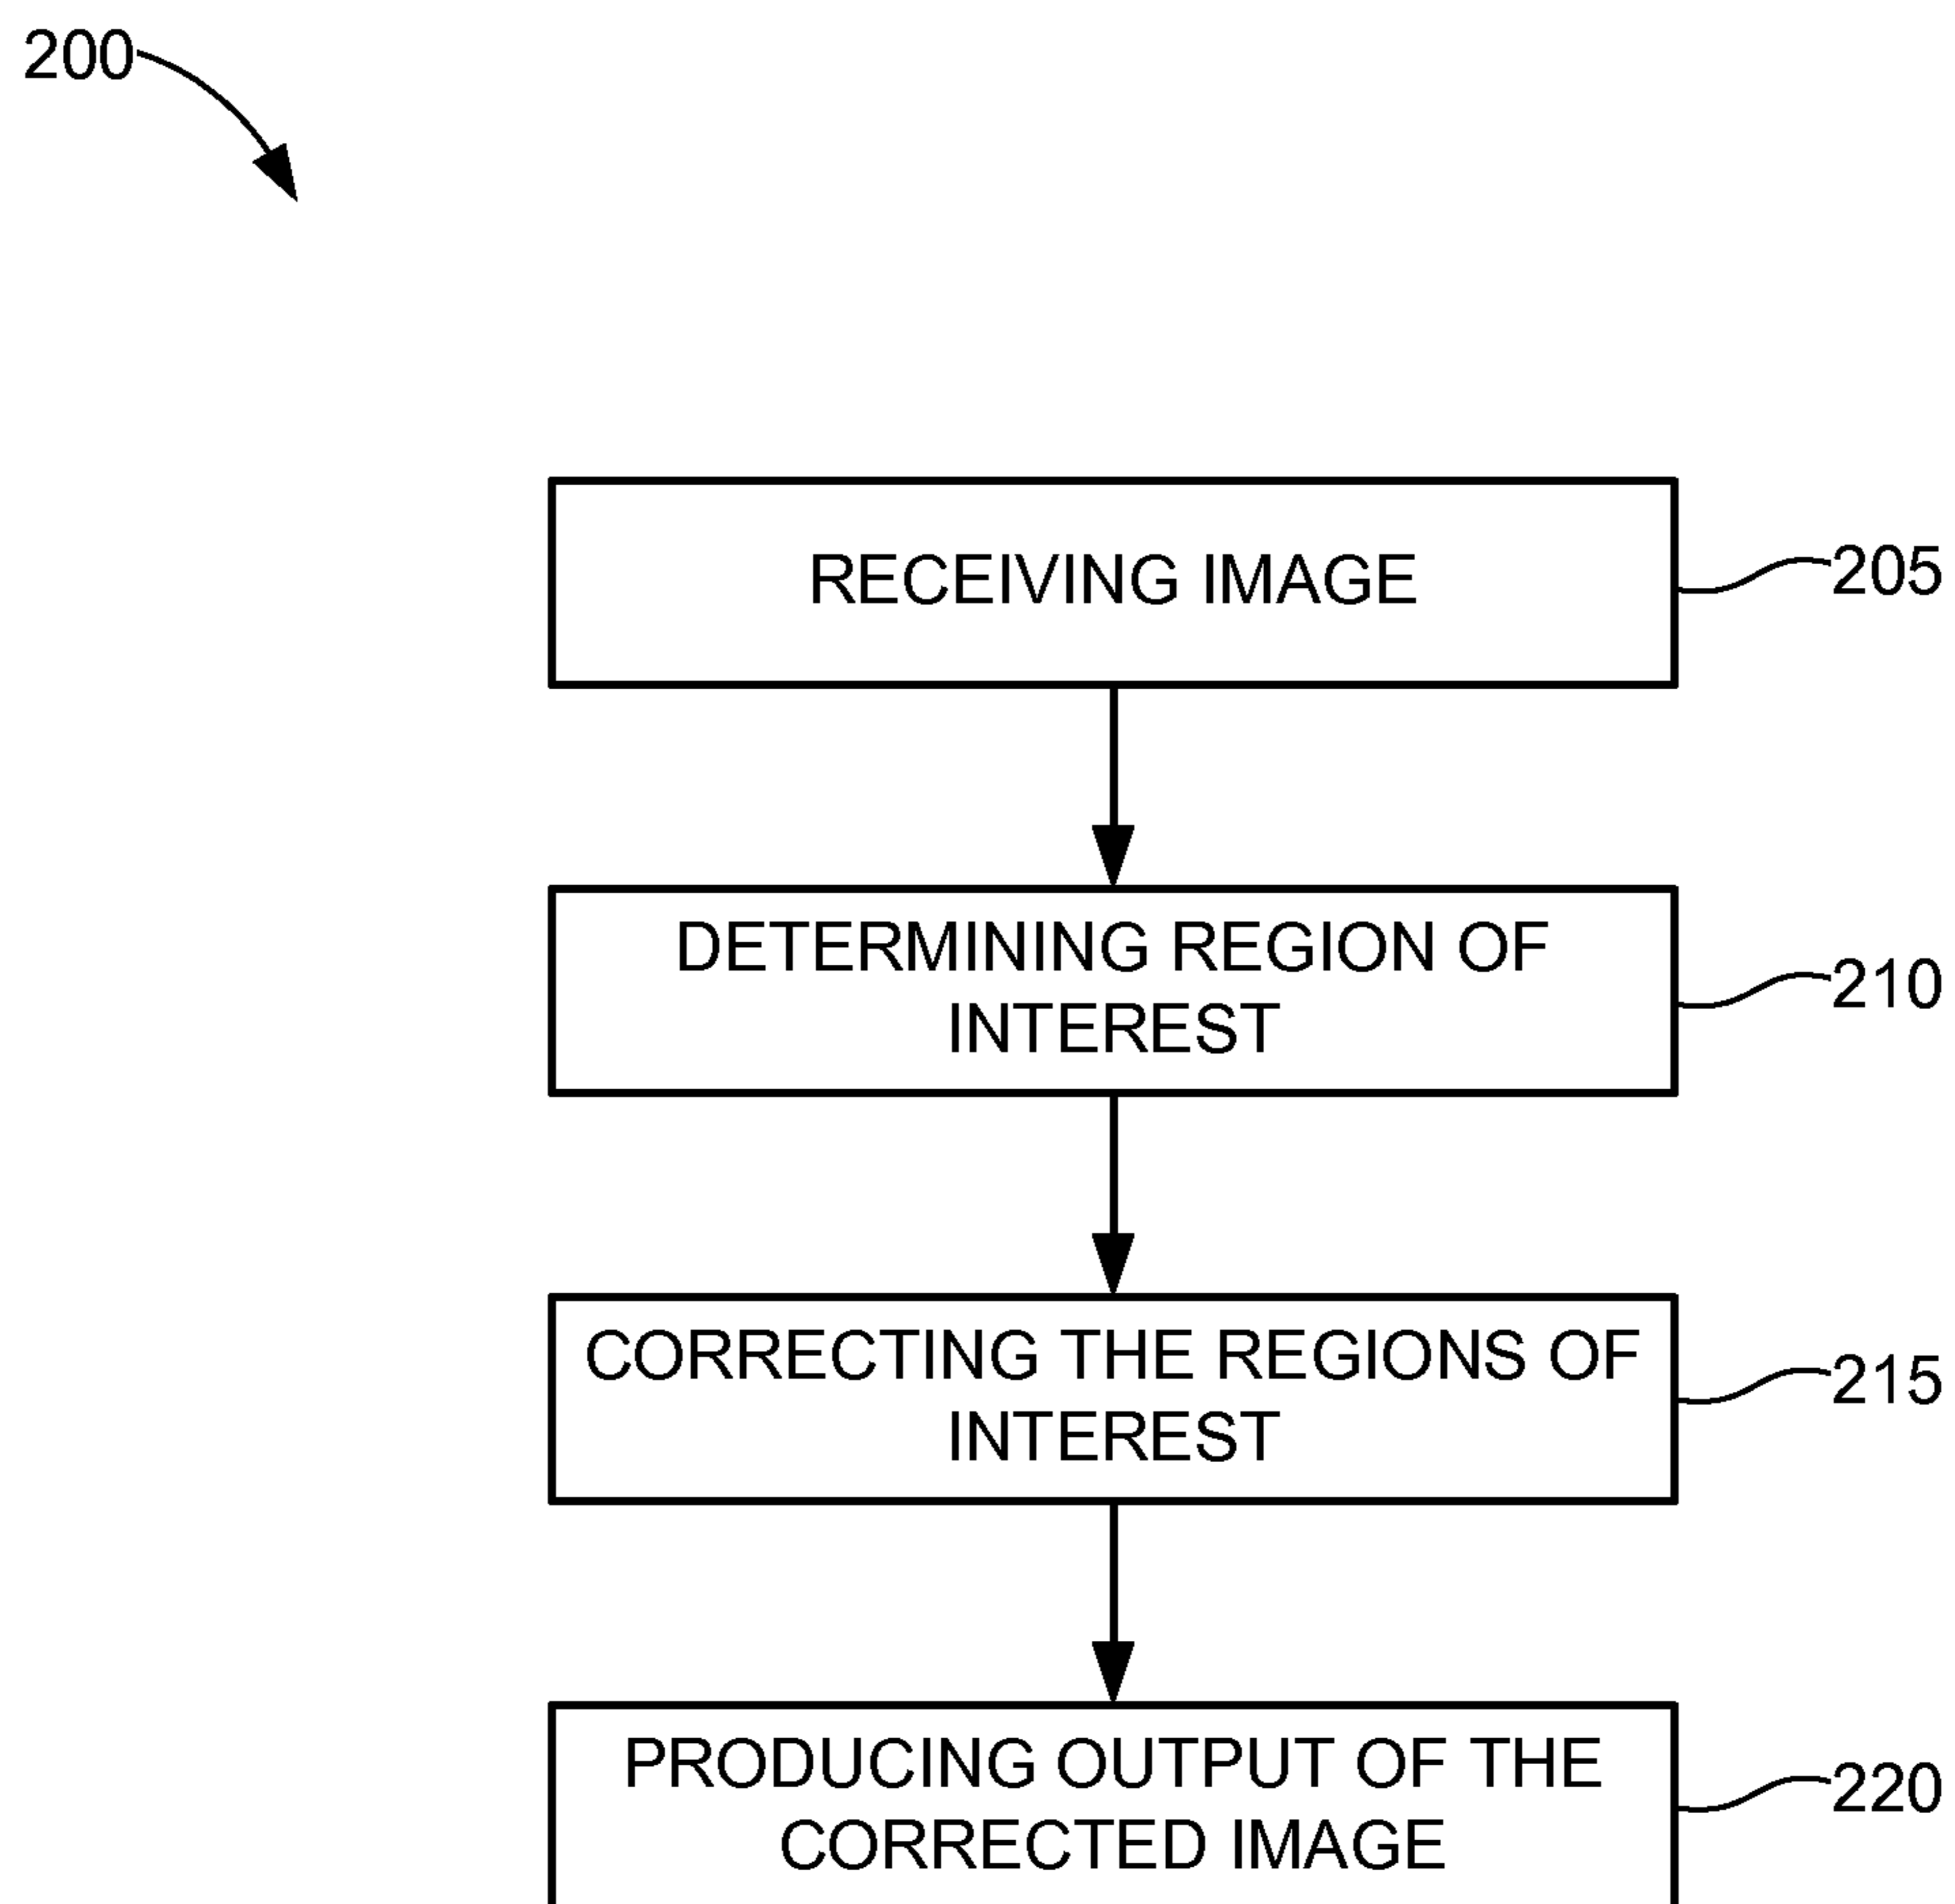 200
RECEIVING IMAGE
205
DETERMINING REGION OF
INTEREST
210
CORRECTING THE REGIONS OF
INTEREST
215
PRODUCING OUTPUT OF THE
CORRECTED IMAGE
220